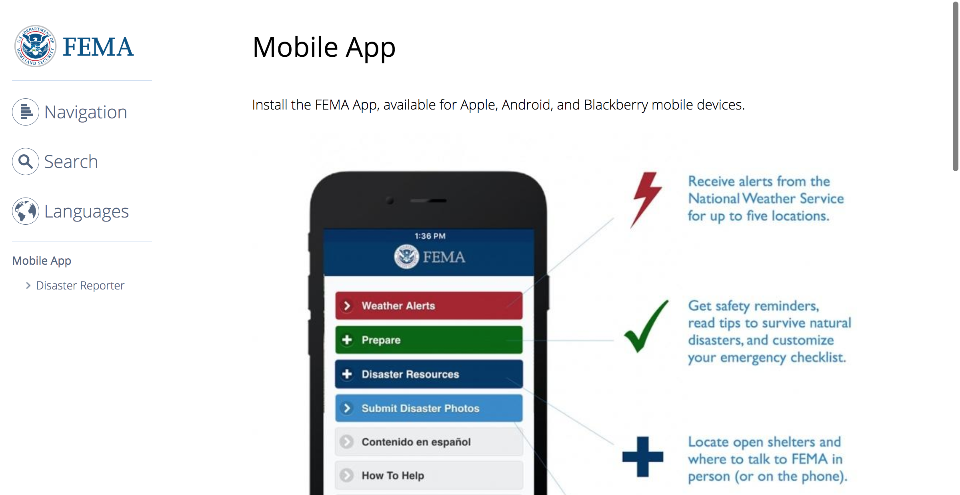 FEMA
Navigation
Search
Languages
Mobile App
Disaster Reporter
Mobile App
Install the FEMA App, available for Apple, Android, and Blackberry mobile devices.
1:36 PM
FEMA
Weather Alerts
Prepare
Disaster Resources
Submit Disaster Photos
Contenido en español
How To Help
Receive alerts from the
National Weather Service
for up to five locations.
Get safety reminders,
read tips to survive natural
disasters, and customize
your emergency checklist.
Locate open shelters and
where to talk to FEMA in
person (or on the phone).